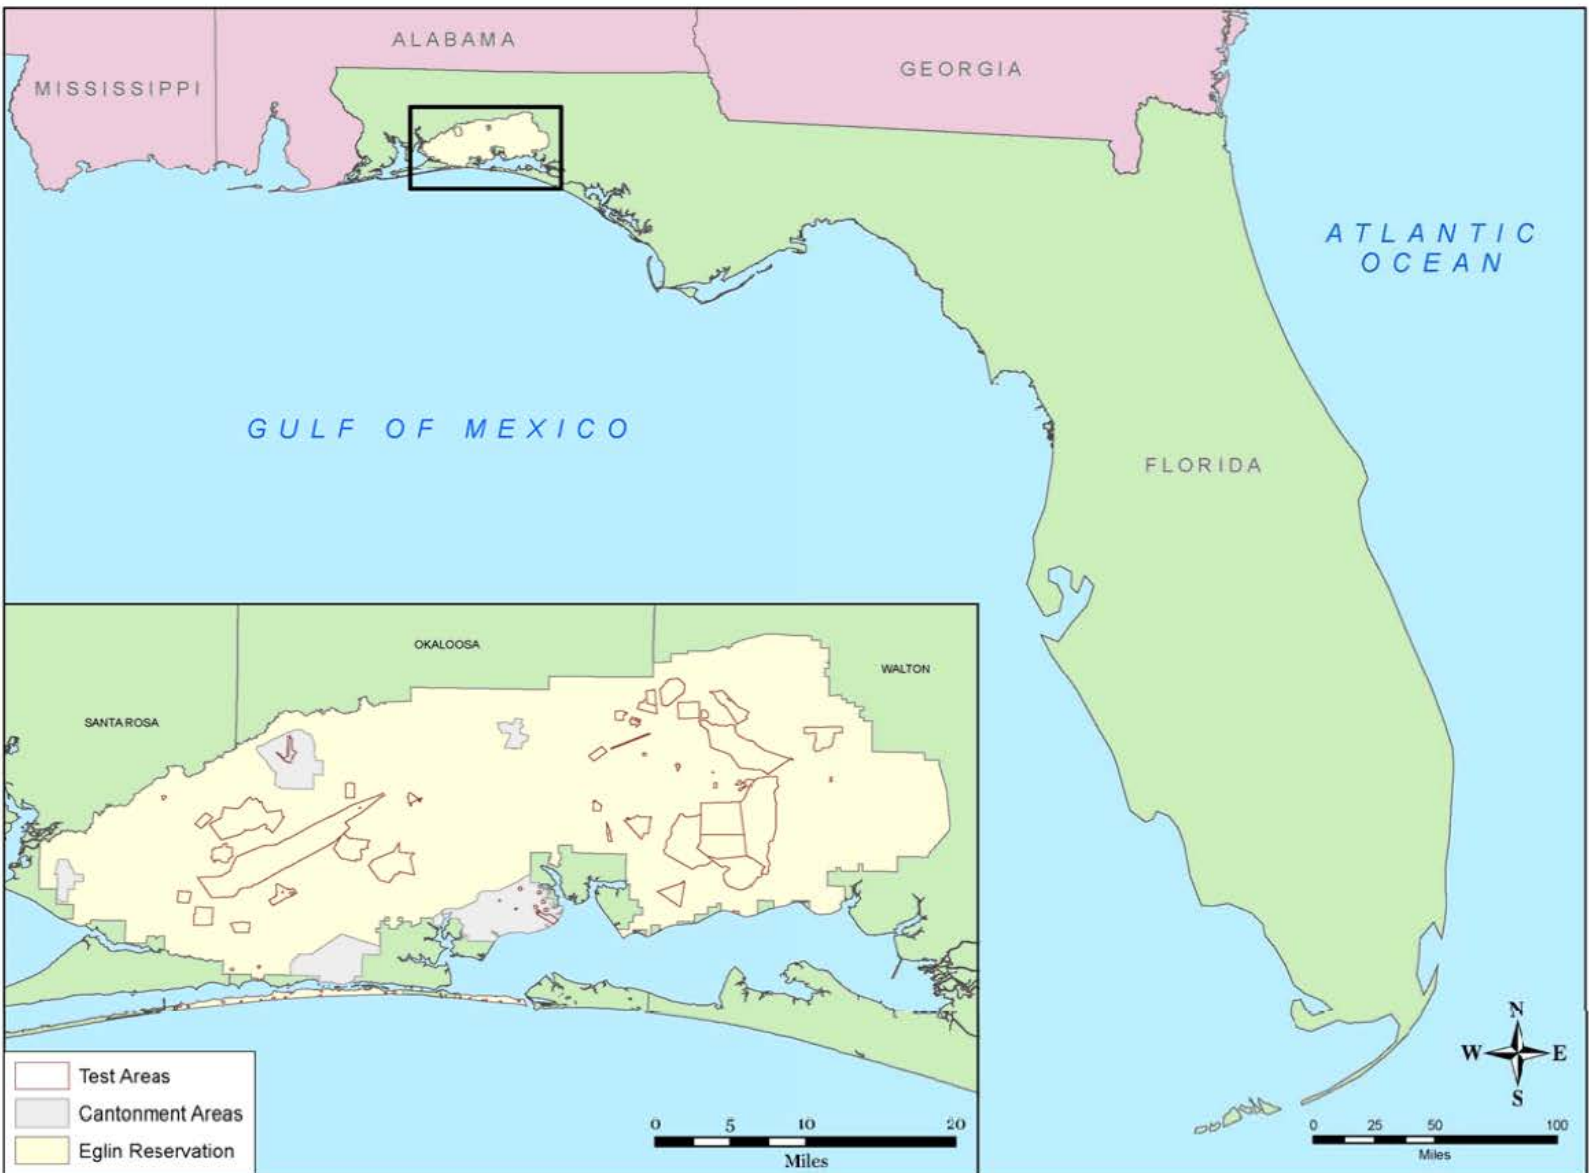 ALABAMA
MISSISSIPPI
GEORGIA
ATLANTIC
OCEAN
GULF OF MEXICO
FLORIDA
OKALOOSA
WALTON
SANTA ROSA
Test Areas
Cantonment Areas
Eglin Reservation
0 5 10 20
Miles
N
W E
S
0 25 50 100
Miles